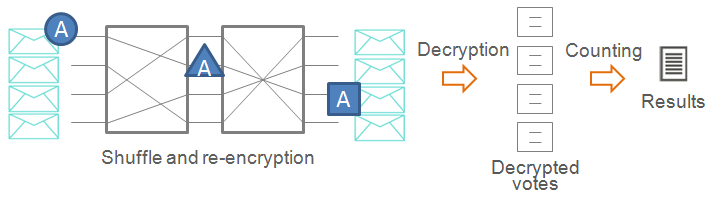 A
A
A
Decryption
Counting
Results
Shuffle and re-encryption
Decrypted
votes